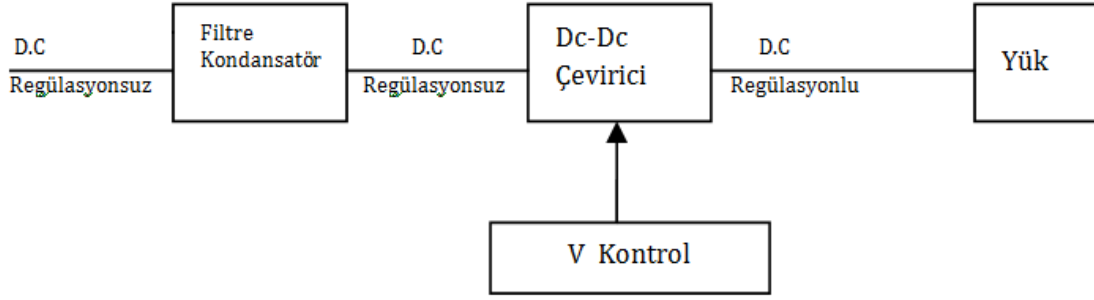 D.C
Regülasyonsuz
Filtre
Kondansatör
D.C
Regülasyonsuz
Dc-Dc
Çevirici
D.C
Regülasyonlu
Yük
V Kontrol